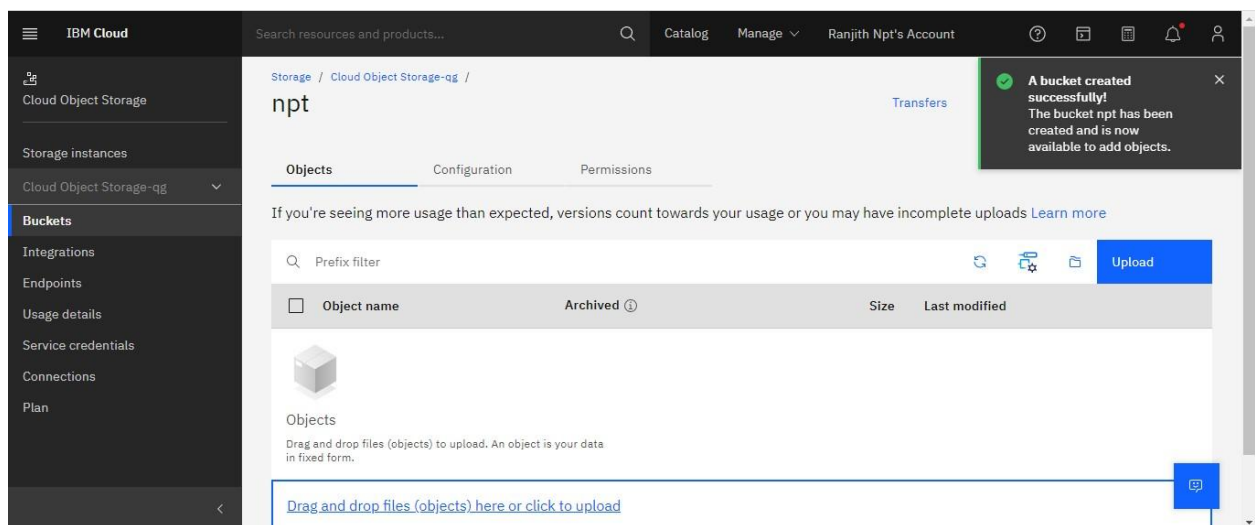 IBM Cloud
Search resources and products...
Catalog
Manage
Ranjith Npt's Account
Cloud Object Storage
Storage instances
Cloud Object Storage-qg
Buckets
Integrations
Endpoints
Usage details
Service credentials
Connections
Plan
Storage / Cloud Object Storage-qg /
npt
Transfers
A bucket created
successfully!
The bucket npt has been
created and is now
available to add objects.
Objects
Configuration
Permissions
If you're seeing more usage than expected, versions count towards your usage or you may have incomplete uploads Learn more
Prefix filter
Upload
Object name
Archived
Size
Last modified
Objects
Drag and drop files (objects) to upload. An object is your data
in fixed form.
Drag and drop files (objects) here or click to upload